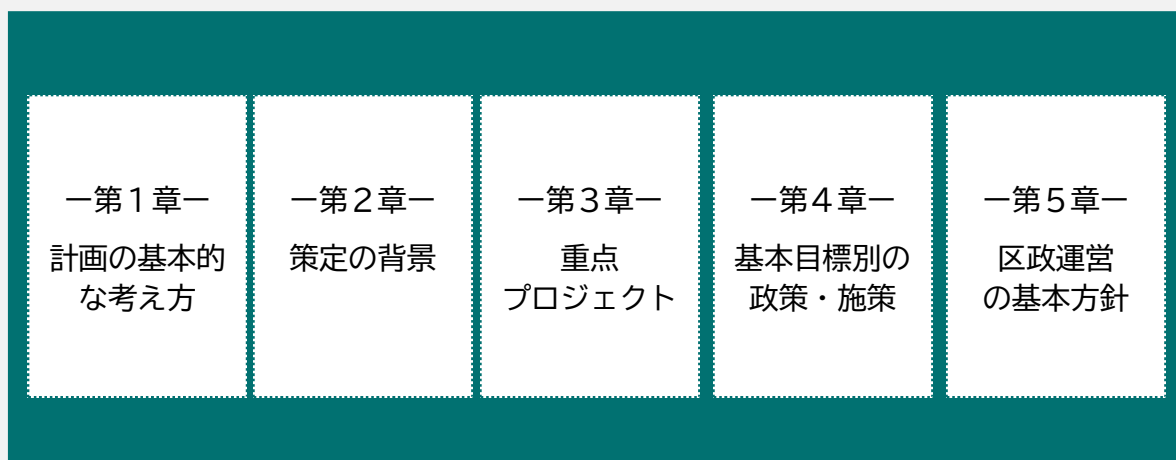 ー第１章ー
計画の基本的
な考え方
ー第２章ー
策定の背景
ー第３章ー
重点
プロジェクト
ー第４章ー
基本目標別の
政策・施策
ー第５章ー
区政運営
の基本方針